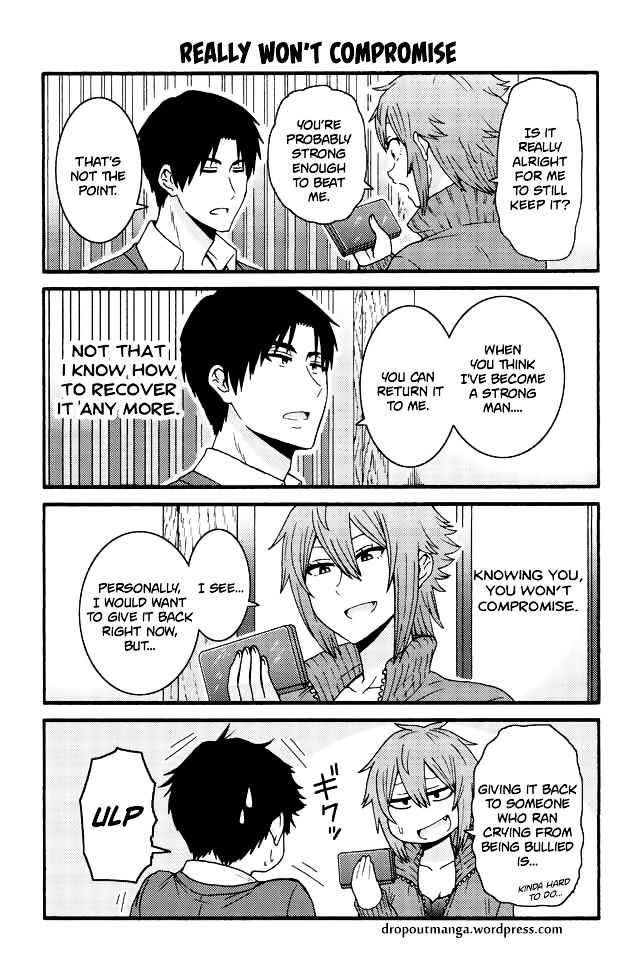 REALLY WON'T COMPROMISE
IS IT
REALLY
ALRIGHT
FOR ME
TO STILL
KEEP IT?
YOU'RE
PROBABLY
STRONG
ENOUGH
TO BEAT
ME.
THAT'S
NOT THE
POINT.
WHEN
YOU THINK
I'VE BECOME
A STRONG
MAN....
YOU CAN
RETURN IT
TO ME.
NOT THAT
I KNOW HOW
TO RECOVER
IT ANY MORE.
KNOWING YOU,
YOU WON'T
COMPROMISE.
I SEE...
PERSONALLY,
I WOULD WANT
TO GIVE IT BACK
RIGHT NOW,
BUT...
GIVING IT BACK
TO SOMEONE
WHO RAN
CRYING FROM
BEING BULLIED
IS...
KINDA HARD
TO DO...
ギクッ
ULP
dropoutmanga.wordpress.com